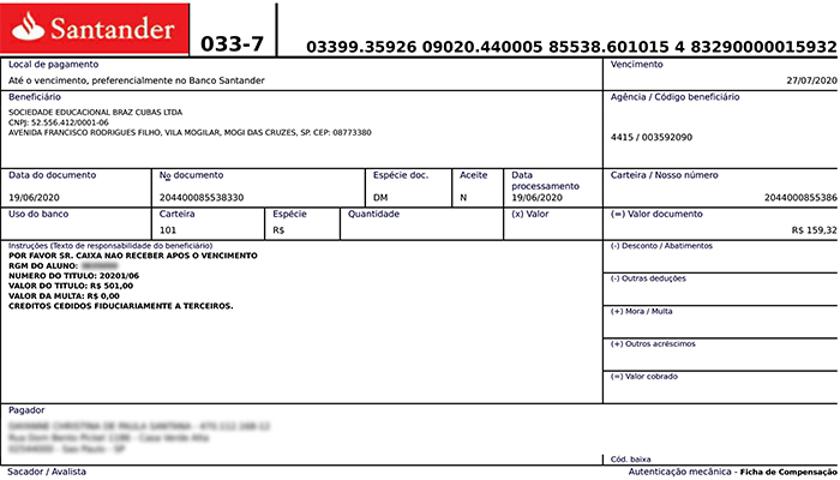 Santander
033-7
03399.35926 09020.440005 85538.601015 4 83290000015932
Local de pagamento
Até o vencimento, preferencialmente no Banco Santander
Vencimento
27/07/2020
Beneficiário
SOCIEDADE EDUCACIONAL BRAZ CUBAS LTDA
CNPJ: 52.556.412/0001-06
AVENIDA FRANCISCO RODRIGUES FILHO, VILA MOGILAR, MOGI DAS CRUZES, SP. CEP: 08773380
Agência / Código beneficiário
4415 / 003592090
Data do documento
19/06/2020
No documento
204400085538330
Espécie doc.
DM
Aceite
N
Data processamento
19/06/2020
Carteira / Nosso número
2044000855386
Uso do banco
Carteira
101
Espécie
R$
Quantidade
(x) Valor
(=) Valor documento
R$ 159,32
Instruções (Texto de responsabilidade do beneficiário)
POR FAVOR SR. CAIXA NAO RECEBER APOS O VENCIMENTO
RGM DO ALUNO:
NUMERO DO TITULO: 20201/06
VALOR DO TITULO: R$ 501,00
VALOR DA MULTA: R$ 0,00
CREDITOS CEDIDOS FIDUCIARIAMENTE A TERCEIROS.
(-) Desconto / Abatimentos
(-) Outras deduções
(+) Mora / Multa
(+) Outros acréscimos
(=) Valor cobrado
Pagador
Cód. baixa
Sacador / Avalista
Autenticação mecânica - Ficha de Compensação